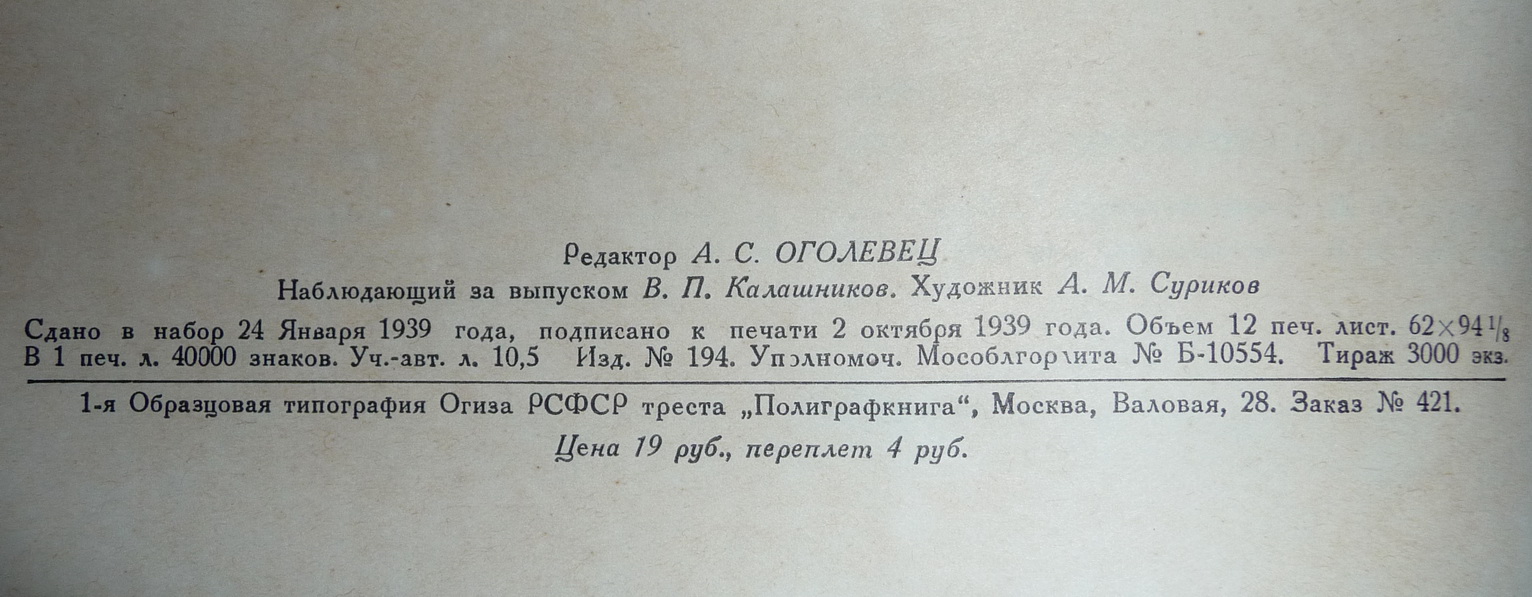 Редактор А. С. ОГОЛЕВЕЦ
Наблюдающий за выпуском В. П. Калашников. Художник А. М. Суриков
Сдано в набор 24 Января 1939 года, подписано к печати 2 октября 1939 года. Объем 12 печ. лист. 62×94 1/8
В 1 печ. л. 40000 знаков. Уч.-авт. л. 10,5 Изд. № 194. Уполномоч. Мособлгорлита № Б-10554. Тираж 3000 экз.
1-я Образцовая типография Огиза РСФСР треста „Полиграфкнига“, Москва, Валовая, 28. Заказ № 421.
Цена 19 руб., переплет 4 руб.